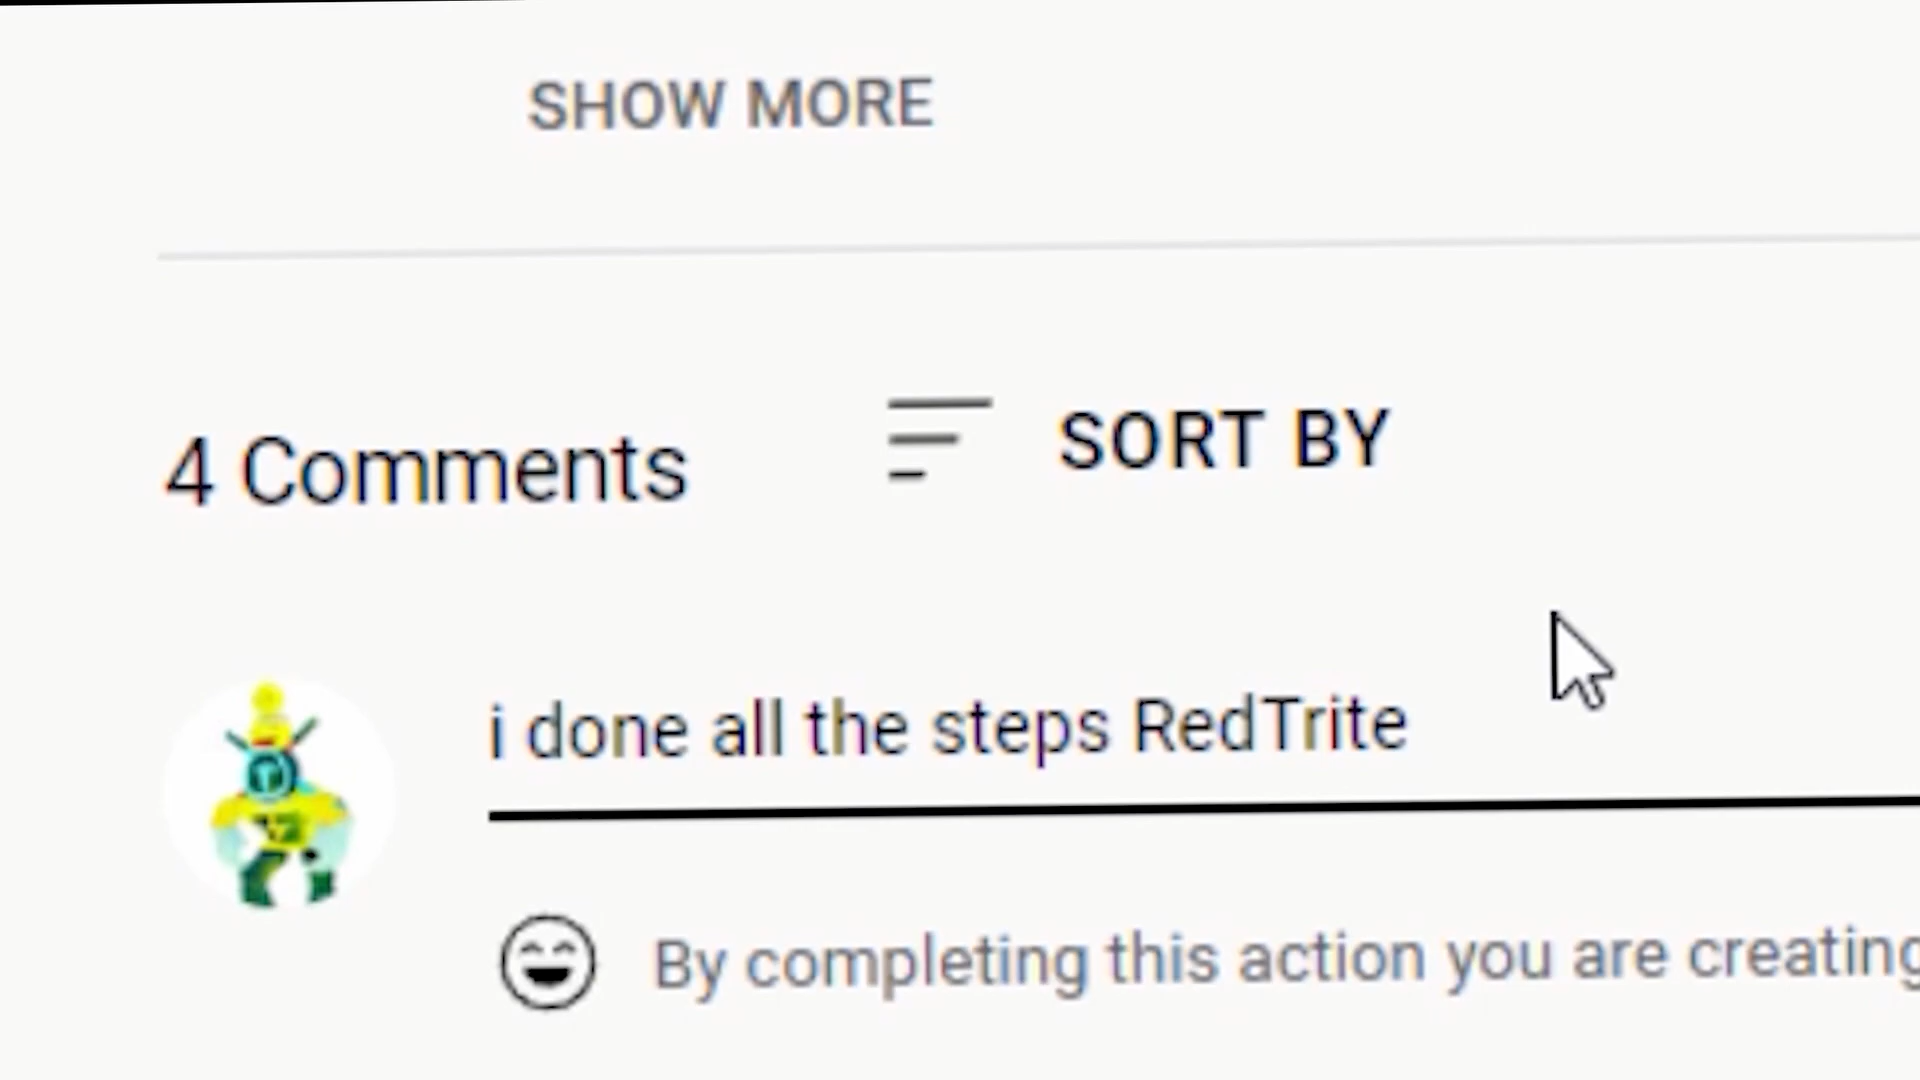 SHOW MORE
4 Comments
SORT BY
i done all the steps RedTrite
By completing this action you are creating